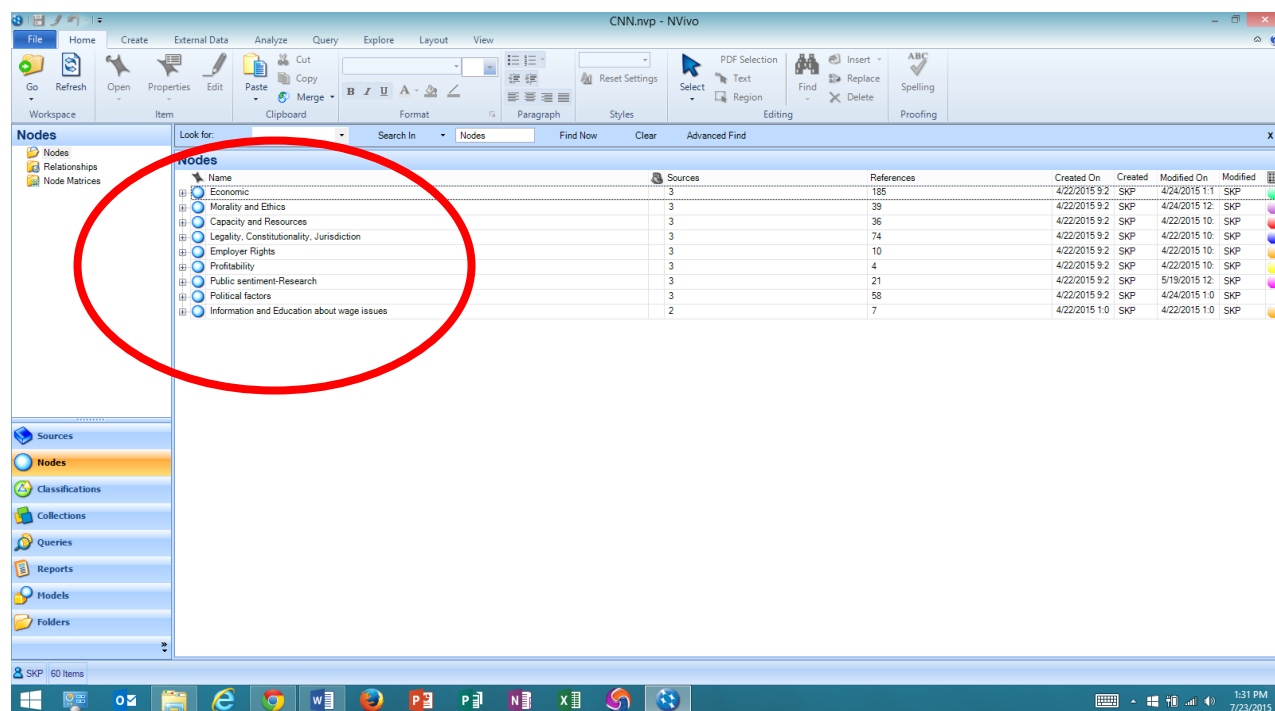 CNN.nvp - NVivo
File Home Create External Data Analyze Query Explore Layout View
Go Refresh Open Properties Edit Paste Cut Copy Merge B I U A Reset Settings Select PDF Selection Text Region Find Insert Replace Delete ABC Spelling
Workspace Item Clipboard Format Paragraph Styles Editing Proofing
Nodes Look for: Search In Nodes Find Now Clear Advanced Find x
Nodes
Relationships
Node Matrices
Nodes
Name Sources References Created On Created Modified On Modified
Economic 3 185 4/22/2015 9:2 SKP 4/24/2015 1:1 SKP
Morality and Ethics 3 39 4/22/2015 9:2 SKP 4/24/2015 12: SKP
Capacity and Resources 3 36 4/22/2015 9:2 SKP 4/22/2015 10: SKP
Legality, Constitutionality, Jurisdiction 3 74 4/22/2015 9:2 SKP 4/22/2015 10: SKP
Employer Rights 3 10 4/22/2015 9:2 SKP 4/22/2015 10: SKP
Profitability 3 4 4/22/2015 9:2 SKP 4/22/2015 10: SKP
Public sentiment-Research 3 21 4/22/2015 9:2 SKP 5/19/2015 12: SKP
Political factors 3 58 4/22/2015 9:2 SKP 4/24/2015 1:0 SKP
Information and Education about wage issues 2 7 4/22/2015 1:0 SKP 4/22/2015 1:0 SKP
Sources
Nodes
Classifications
Collections
Queries
Reports
Models
Folders
SKP 60 Items
1:31 PM
7/23/2015